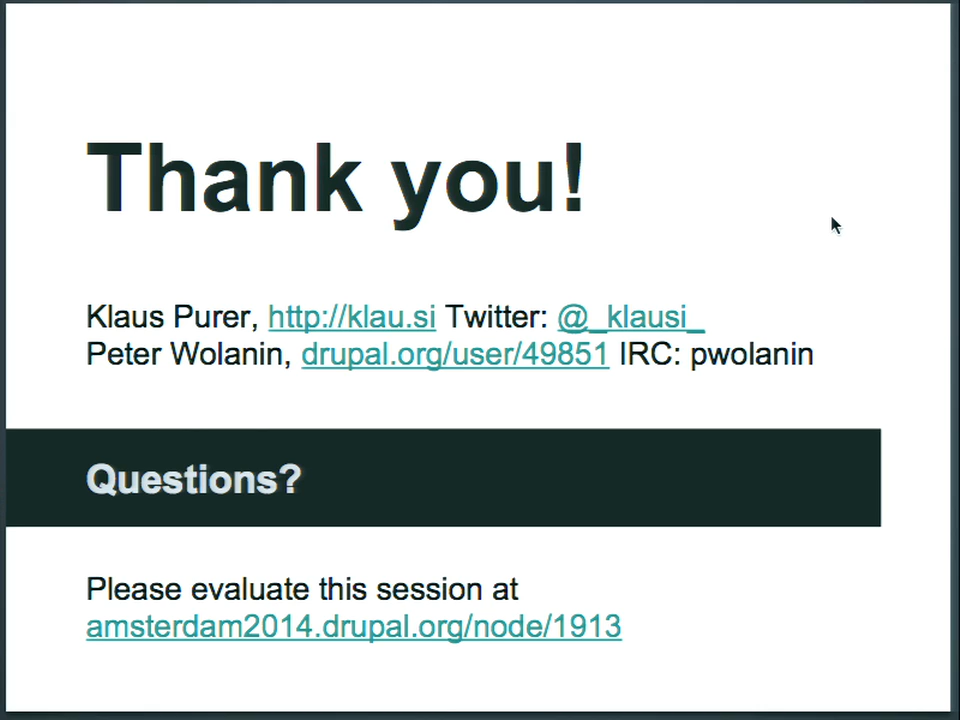 Thank you!
Klaus Purer, http://klau.si Twitter: @_klausi_
Peter Wolanin, drupal.org/user/49851 IRC: pwolanin
Questions?
Please evaluate this session at
amsterdam2014.drupal.org/node/1913